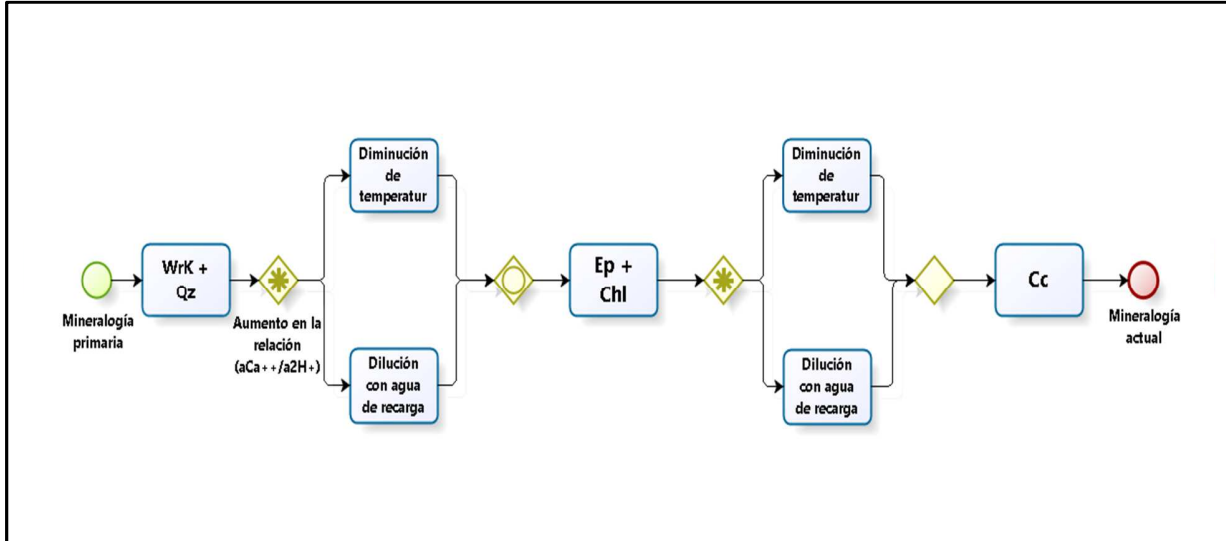 Mineralogía
primaria
WrK +
Qz
Aumento en la
relación
(aCa++/a2H+)
Diminución
de
temperatur
Dilución
con agua
de recarga
Ep +
Chl
Diminución
de
temperatur
Dilución
con agua
de recarga
Cc
Mineralogía
actual